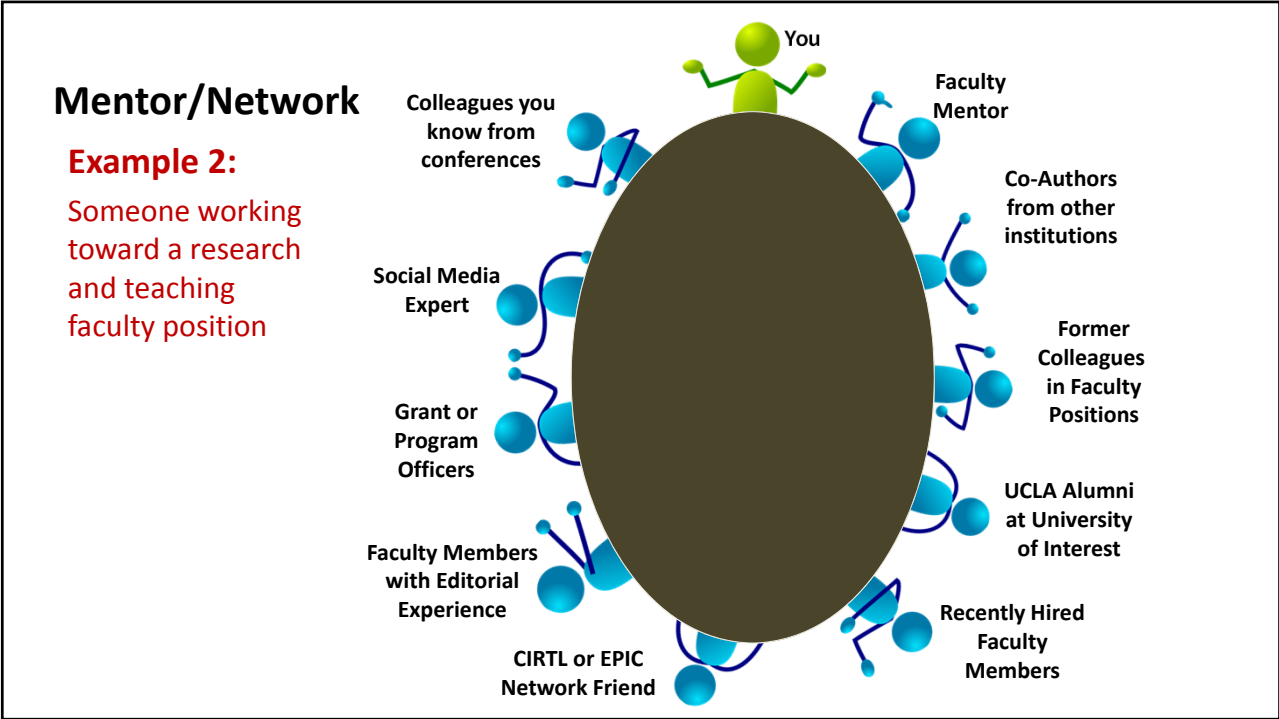 Mentor/Network
Example 2:
Someone working
toward a research
and teaching
faculty position
You
Faculty
Mentor
Co-Authors
from other
institutions
Former
Colleagues
in Faculty
Positions
UCLA Alumni
at University
of Interest
Recently Hired
Faculty
Members
CIRTL or EPIC
Network Friend
Faculty Members
with Editorial
Experience
Grant or
Program
Officers
Social Media
Expert
Colleagues you
know from
conferences